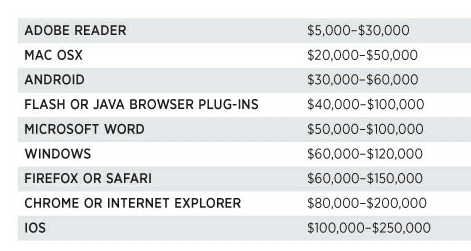 ADOBE READER $5,000–$30,000
MAC OSX $20,000–$50,000
ANDROID $30,000–$60,000
FLASH OR JAVA BROWSER PLUG-INS $40,000–$100,000
MICROSOFT WORD $50,000–$100,000
WINDOWS $60,000–$120,000
FIREFOX OR SAFARI $60,000–$150,000
CHROME OR INTERNET EXPLORER $80,000–$200,000
IOS $100,000–$250,000